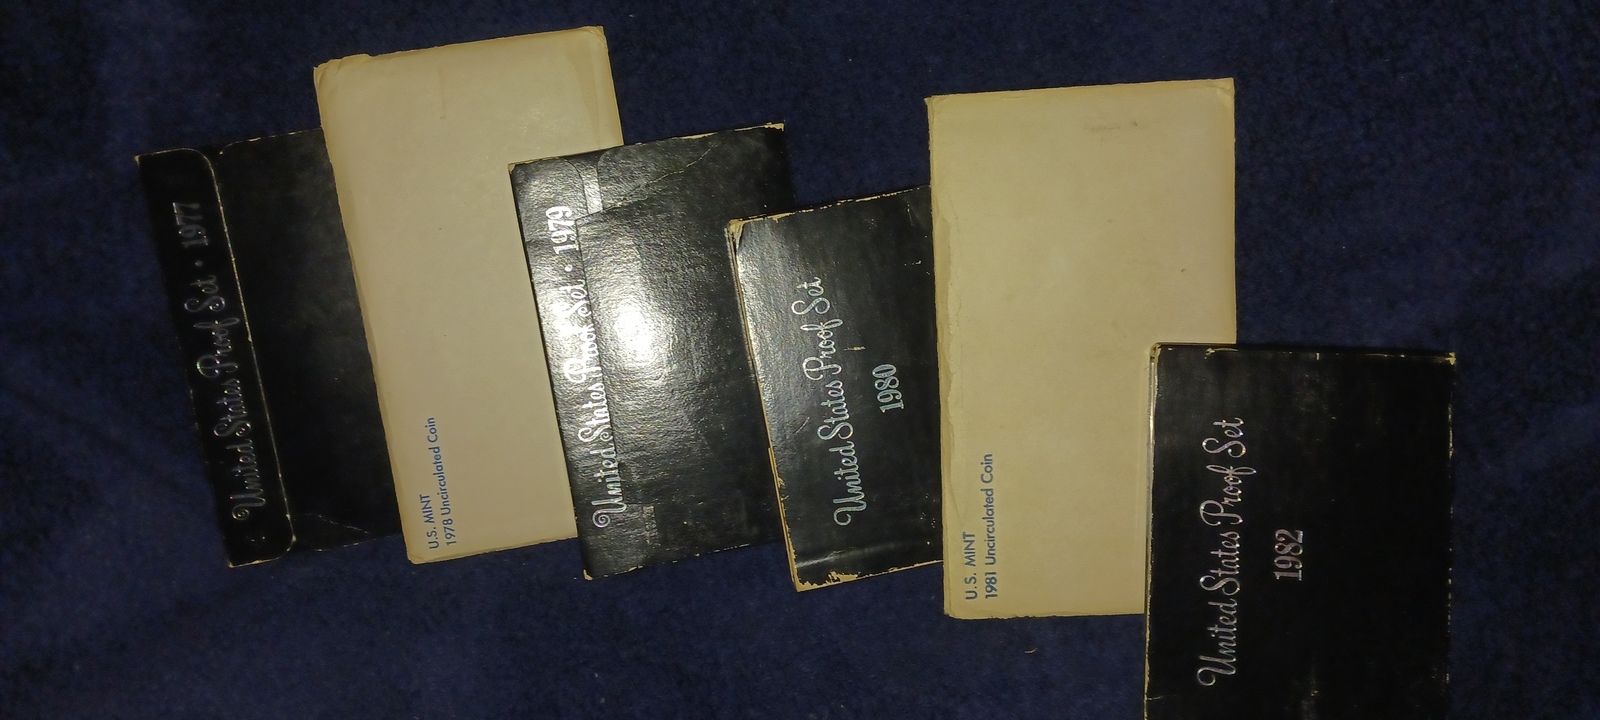 United States Proof Set • 1977
U.S. MINT
1978 Uncirculated Coin
United States Proof Set • 1979
United States Proof Set
1980
U.S. MINT
1981 Uncirculated Coin
United States Proof Set
1982